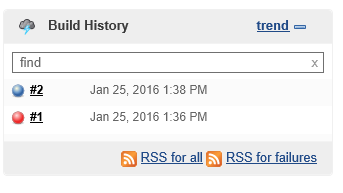 Build History trend
find x
#2 Jan 25, 2016 1:38 PM
#1 Jan 25, 2016 1:36 PM
RSS for all RSS for failures